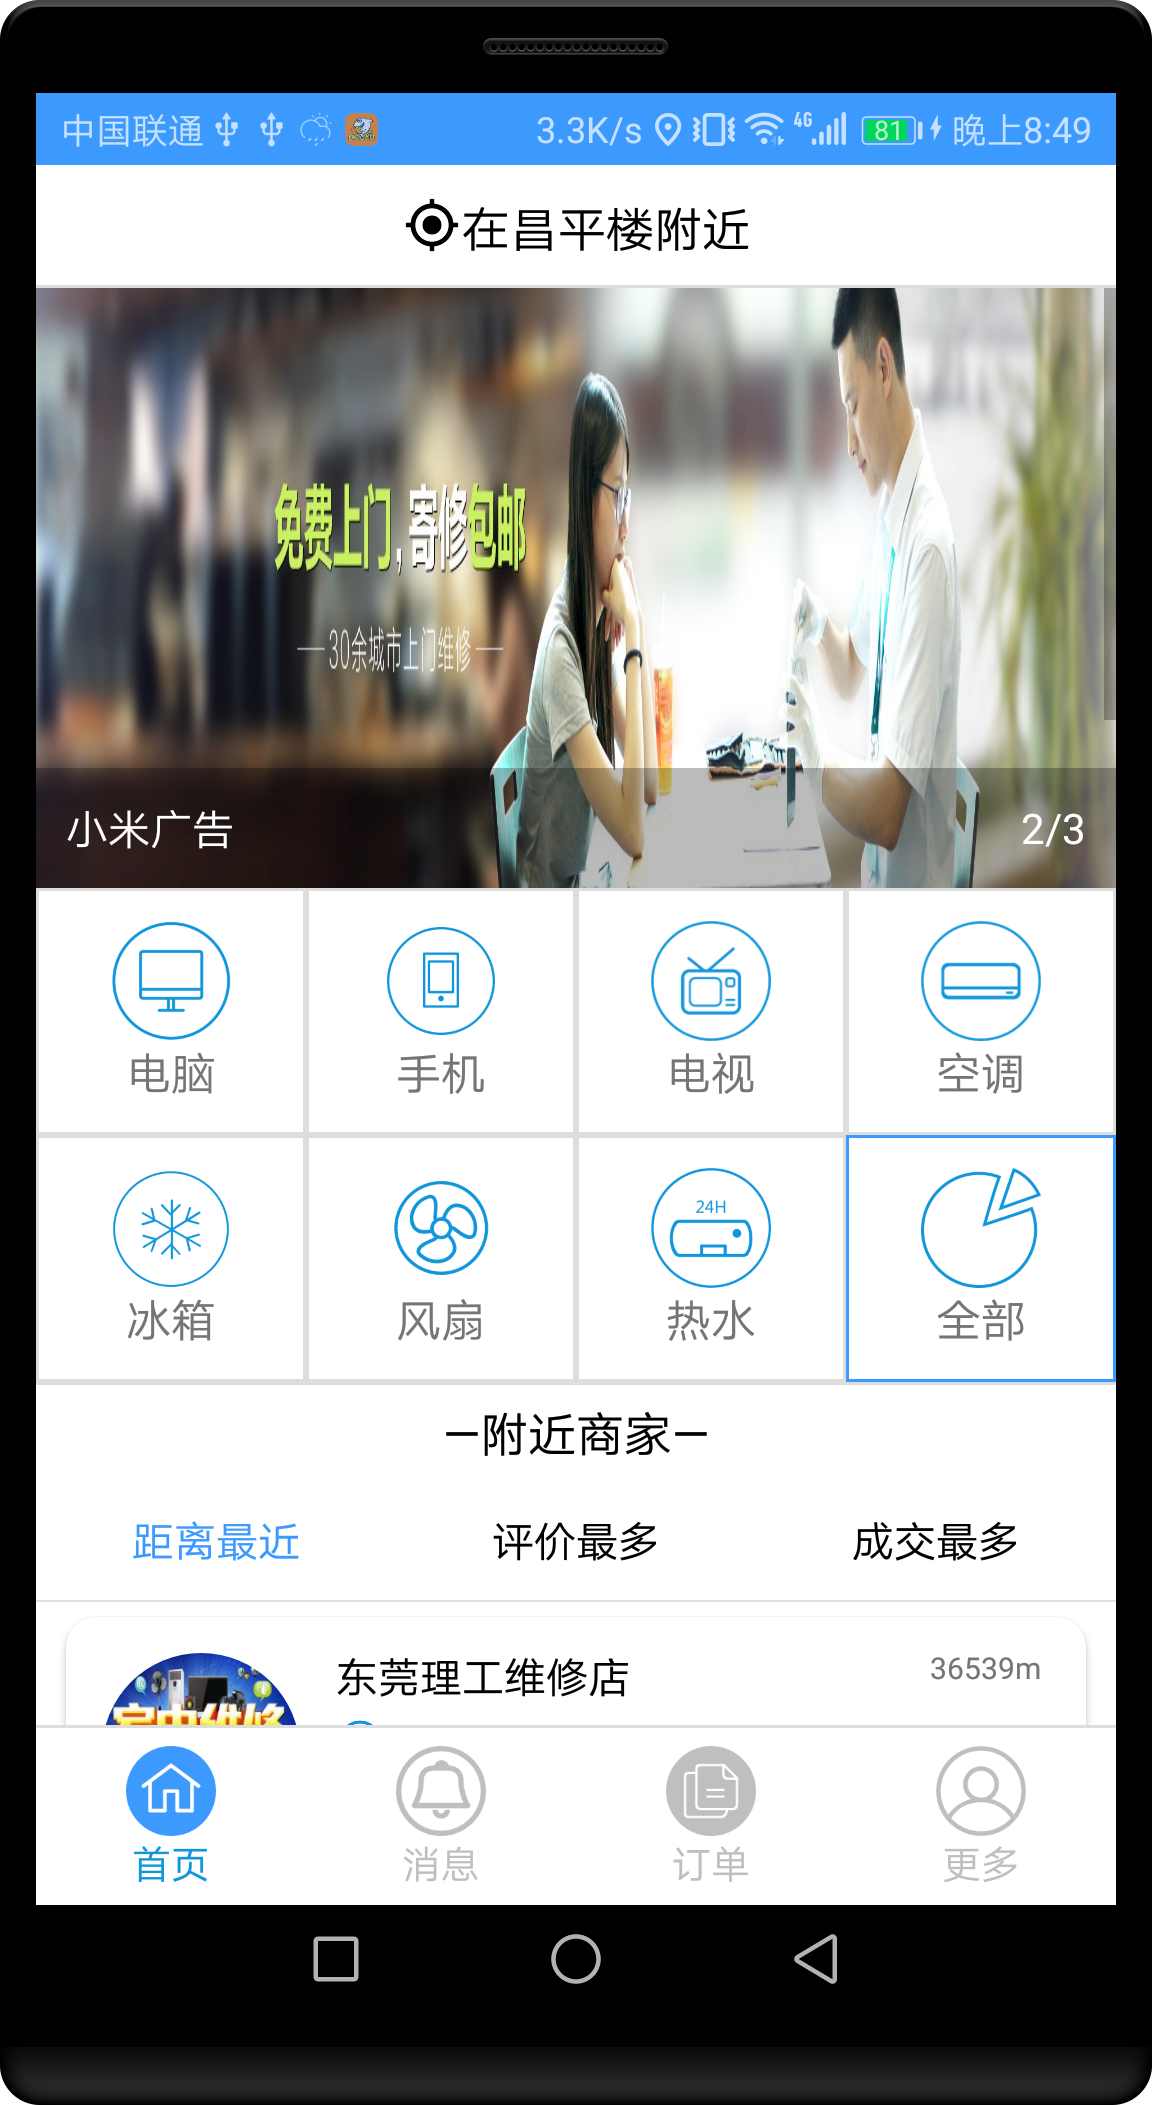 中国联通 3.3K/s 4G 81 晚上8:49
在昌平楼附近
免费上门,寄修包邮
—30余城市上门维修—
小米广告 2/3
电脑 手机 电视 空调
24H
冰箱 风扇 热水 全部
—附近商家—
距离最近 评价最多 成交最多
东莞理工维修店 36539m
首页 消息 订单 更多